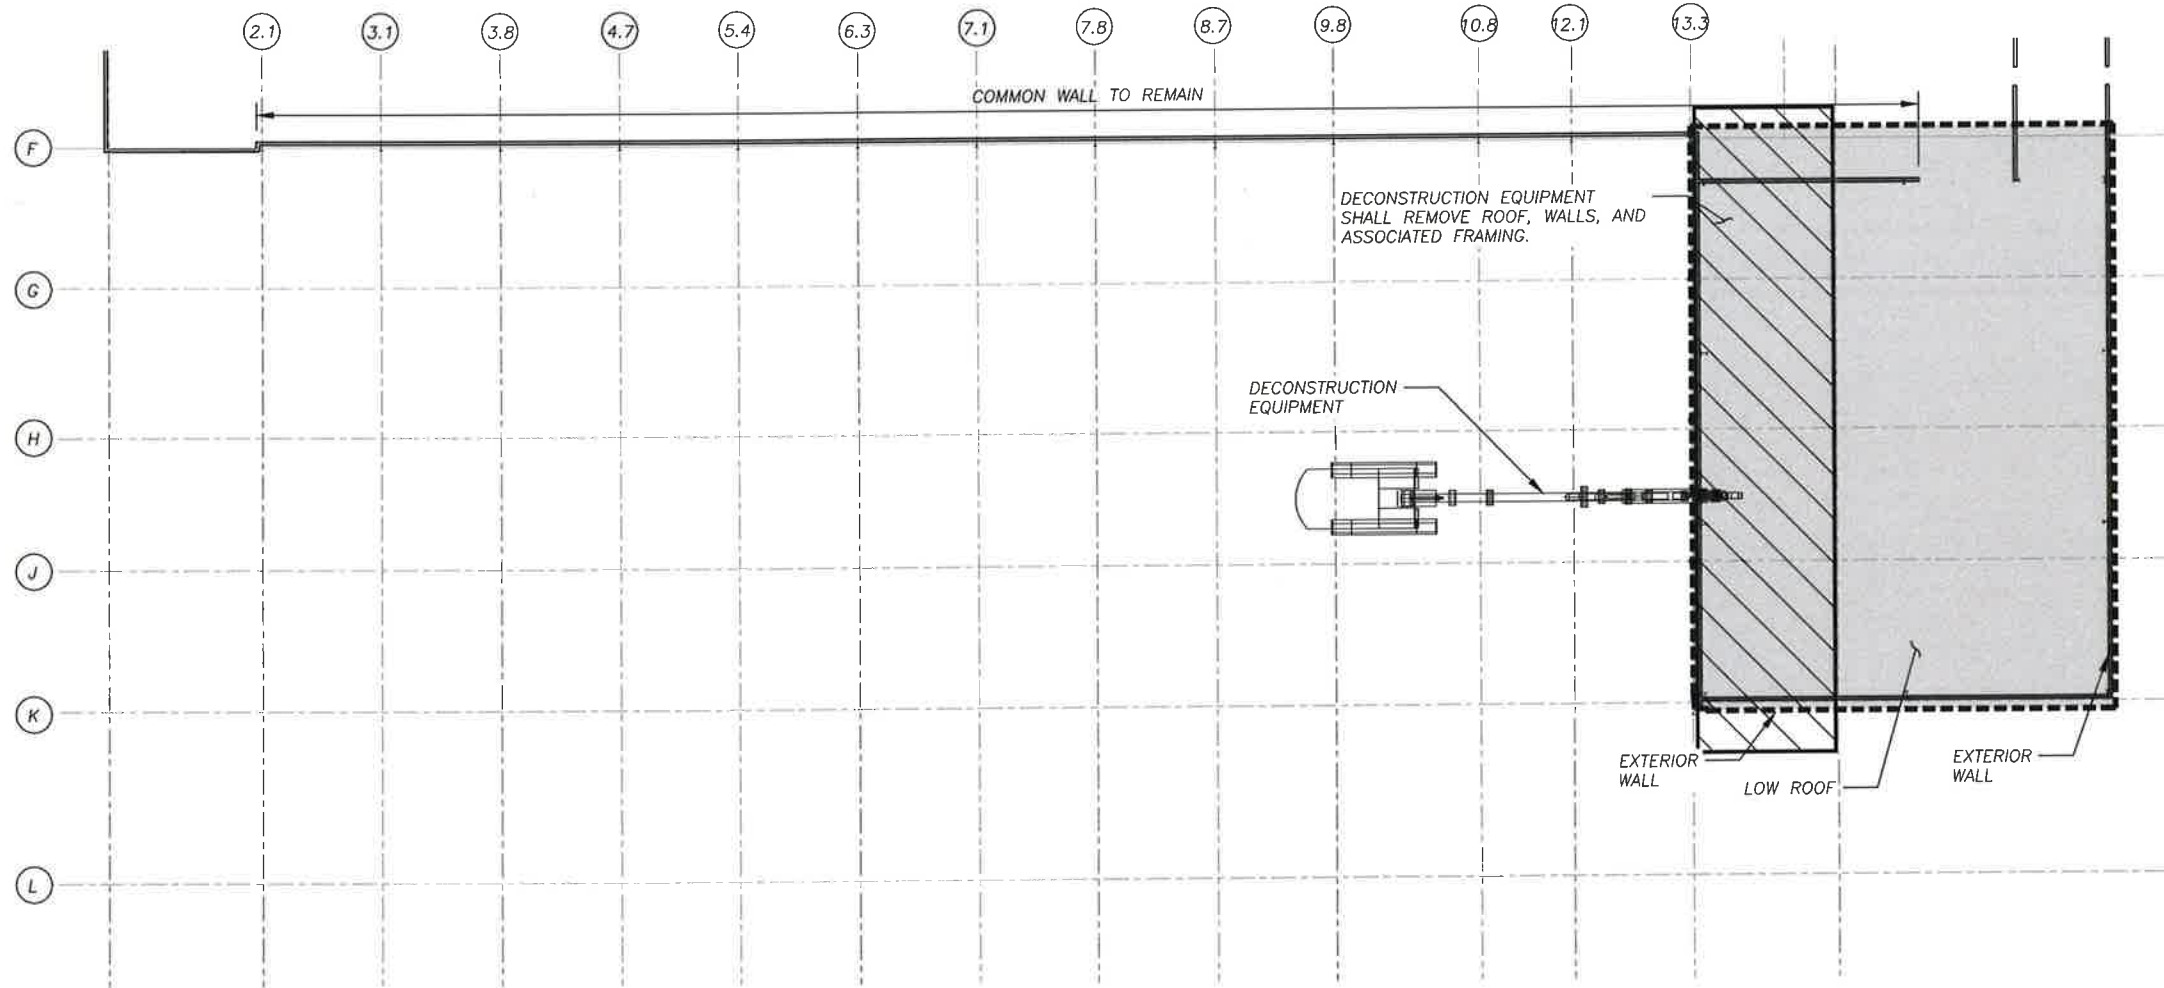 2.1
3.1
3.8
4.7
5.4
6.3
7.1
7.8
8.7
9.8
10.8
12.1
13.3
COMMON WALL TO REMAIN
F
DECONSTRUCTION EQUIPMENT
SHALL REMOVE ROOF, WALLS, AND
ASSOCIATED FRAMING.
G
DECONSTRUCTION
EQUIPMENT
H
J
K
EXTERIOR
WALL
LOW ROOF
EXTERIOR
WALL
L